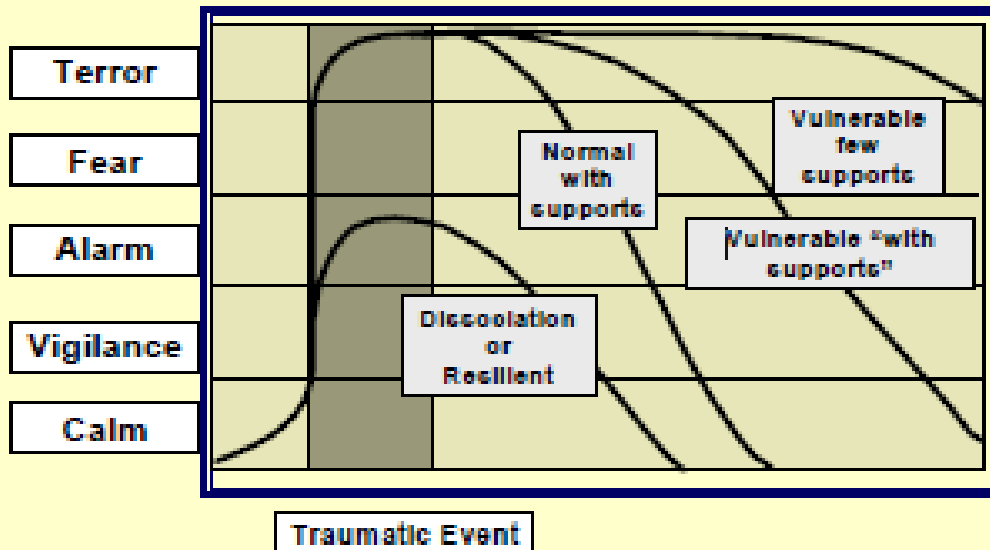 Terror
Fear
Alarm
Vigilance
Calm
Normal
with
supports
Vulnerable
few
supports
Vulnerable “with
supports”
Dissociation
or
Resilient
Traumatic Event